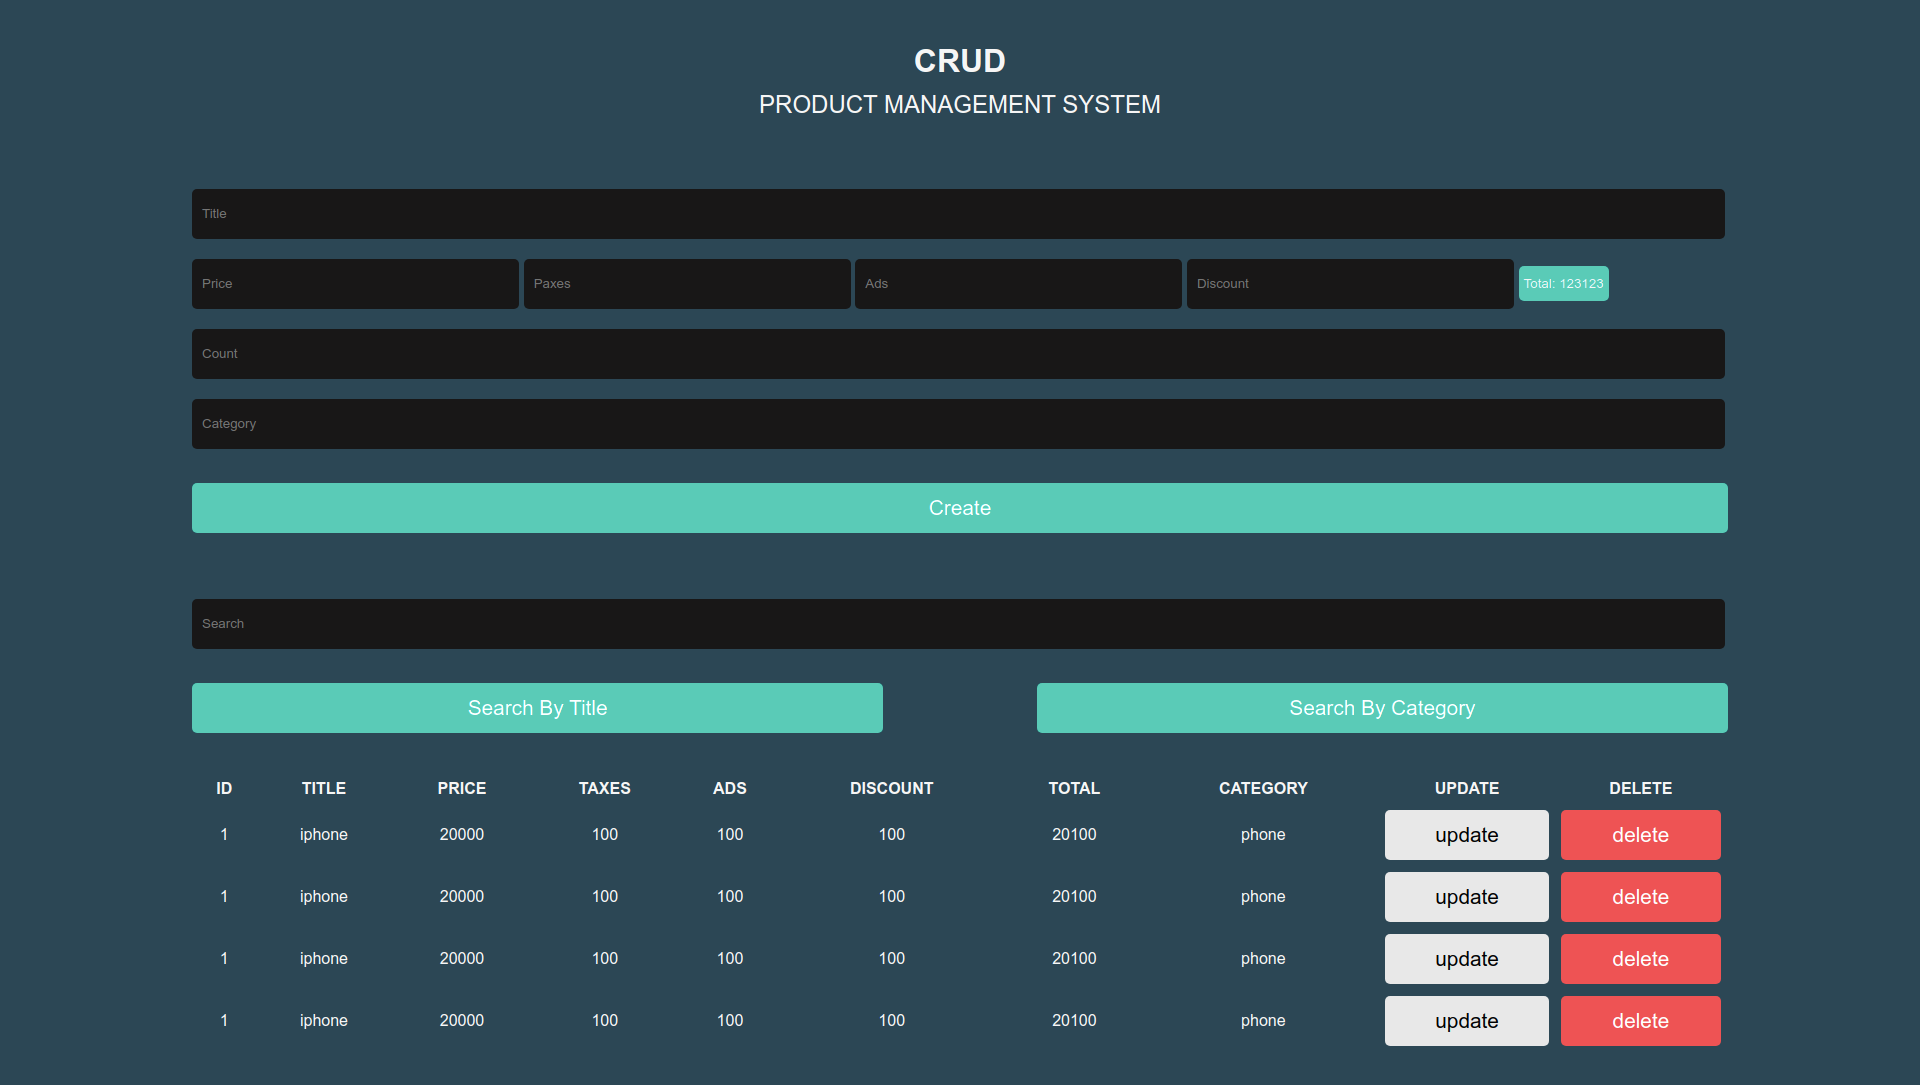 CRUD
PRODUCT MANAGEMENT SYSTEM
Title
Price Paxes Ads Discount Total: 123123
Count
Category
Create
Search
Search By Title Search By Category
ID TITLE PRICE TAXES ADS DISCOUNT TOTAL CATEGORY UPDATE DELETE
1 iphone 20000 100 100 100 20100 phone update delete
1 iphone 20000 100 100 100 20100 phone update delete
1 iphone 20000 100 100 100 20100 phone update delete
1 iphone 20000 100 100 100 20100 phone update delete